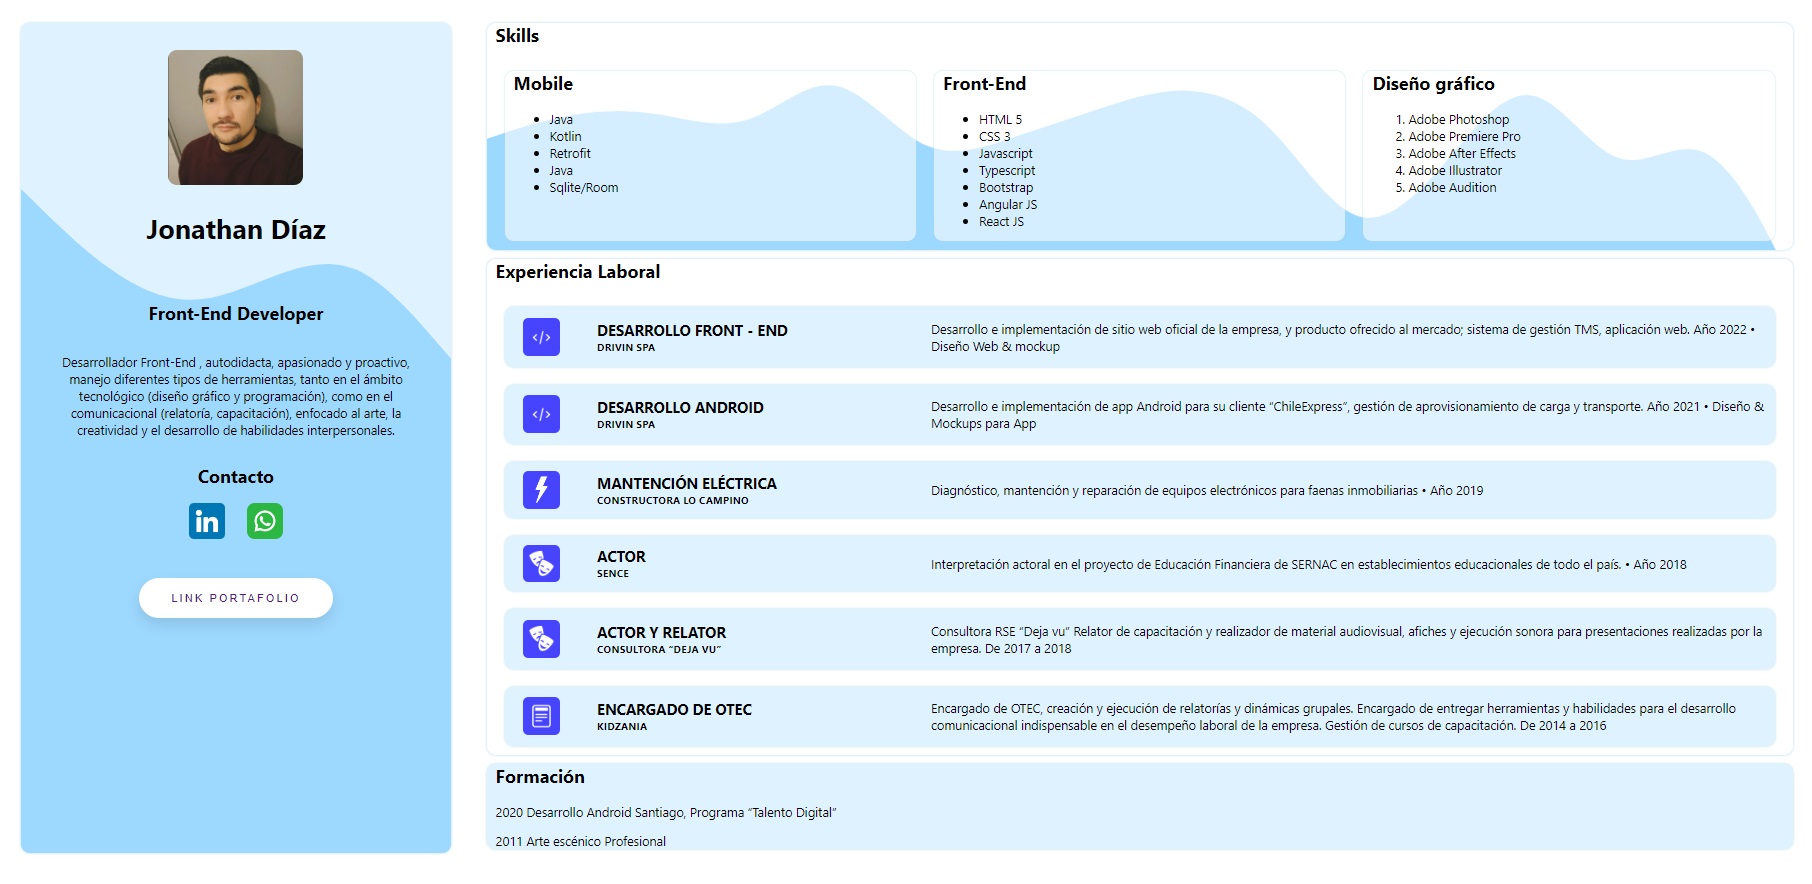 Jonathan Díaz
Front-End Developer
Desarrollador Front-End , autodidacta, apasionado y proactivo,
manejo diferentes tipos de herramientas, tanto en el ámbito
tecnológico (diseño gráfico y programación), como en el
comunicacional (relatoría, capacitación), enfocado al arte, la
creatividad y el desarrollo de habilidades interpersonales.
Contacto
in
LINK PORTAFOLIO
Skills
Mobile
• Java
• Kotlin
• Retrofit
• Java
• Sqlite/Room
Front-End
• HTML 5
• CSS 3
• Javascript
• Typescript
• Bootstrap
• Angular JS
• React JS
Diseño gráfico
1. Adobe Photoshop
2. Adobe Premiere Pro
3. Adobe After Effects
4. Adobe Illustrator
5. Adobe Audition
Experiencia Laboral
</>
DESARROLLO FRONT - END
DRIVIN SPA
Desarrollo e implementación de sitio web oficial de la empresa, y producto ofrecido al mercado; sistema de gestión TMS, aplicación web. Año 2022 •
Diseño Web & mockup
</>
DESARROLLO ANDROID
DRIVIN SPA
Desarrollo e implementación de app Android para su cliente “ChileExpress”, gestión de aprovisionamiento de carga y transporte. Año 2021 • Diseño &
Mockups para App
MANTENCIÓN ELÉCTRICA
CONSTRUCTORA LO CAMPINO
Diagnóstico, mantención y reparación de equipos electrónicos para faenas inmobiliarias • Año 2019
ACTOR
SENCE
Interpretación actoral en el proyecto de Educación Financiera de SERNAC en establecimientos educacionales de todo el país. • Año 2018
ACTOR Y RELATOR
CONSULTORA “DEJA VU”
Consultora RSE “Deja vu” Relator de capacitación y realizador de material audiovisual, afiches y ejecución sonora para presentaciones realizadas por la
empresa. De 2017 a 2018
ENCARGADO DE OTEC
KIDZANIA
Encargado de OTEC, creación y ejecución de relatorías y dinámicas grupales. Encargado de entregar herramientas y habilidades para el desarrollo
comunicacional indispensable en el desempeño laboral de la empresa. Gestión de cursos de capacitación. De 2014 a 2016
Formación
2020 Desarrollo Android Santiago, Programa “Talento Digital”
2011 Arte escénico Profesional